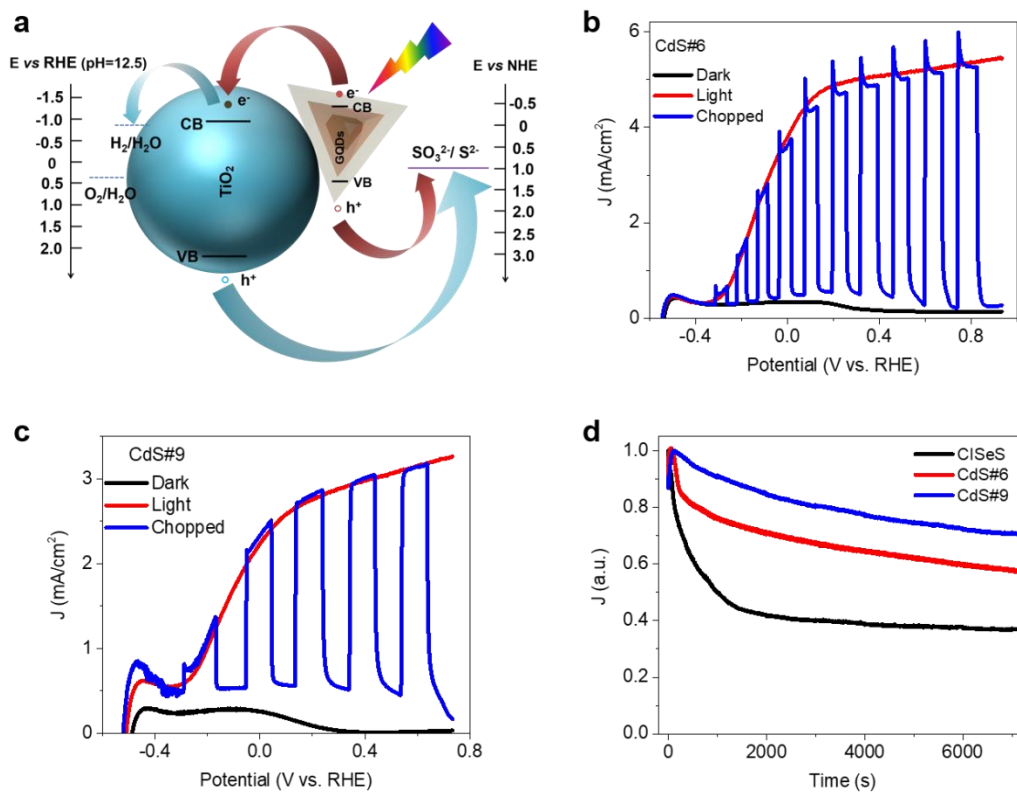 a
E vs RHE (pH=12.5)
E vs NHE
-1.5
-1.0
-0.5
0
0.5
1.0
1.5
2.0
H₂/H₂O
O₂/H₂O
e⁻
CB
TiO₂
VB
h⁺
e⁻
CB
GQDs
VB
h⁺
SO₃²⁻/ S²⁻
-0.5
0
0.5
1.0
1.5
2.0
3.0
b
CdS#6
Dark
Light
Chopped
J (mA/cm²)
6
4
2
0
-0.4 0.0 0.4 0.8
Potential (V vs. RHE)
c
CdS#9
Dark
Light
Chopped
J (mA/cm²)
3
2
1
0
-0.4 0.0 0.4 0.8
Potential (V vs. RHE)
d
CISeS
CdS#6
CdS#9
J (a.u.)
1.0
0.8
0.6
0.4
0.2
0.0
0 2000 4000 6000
Time (s)